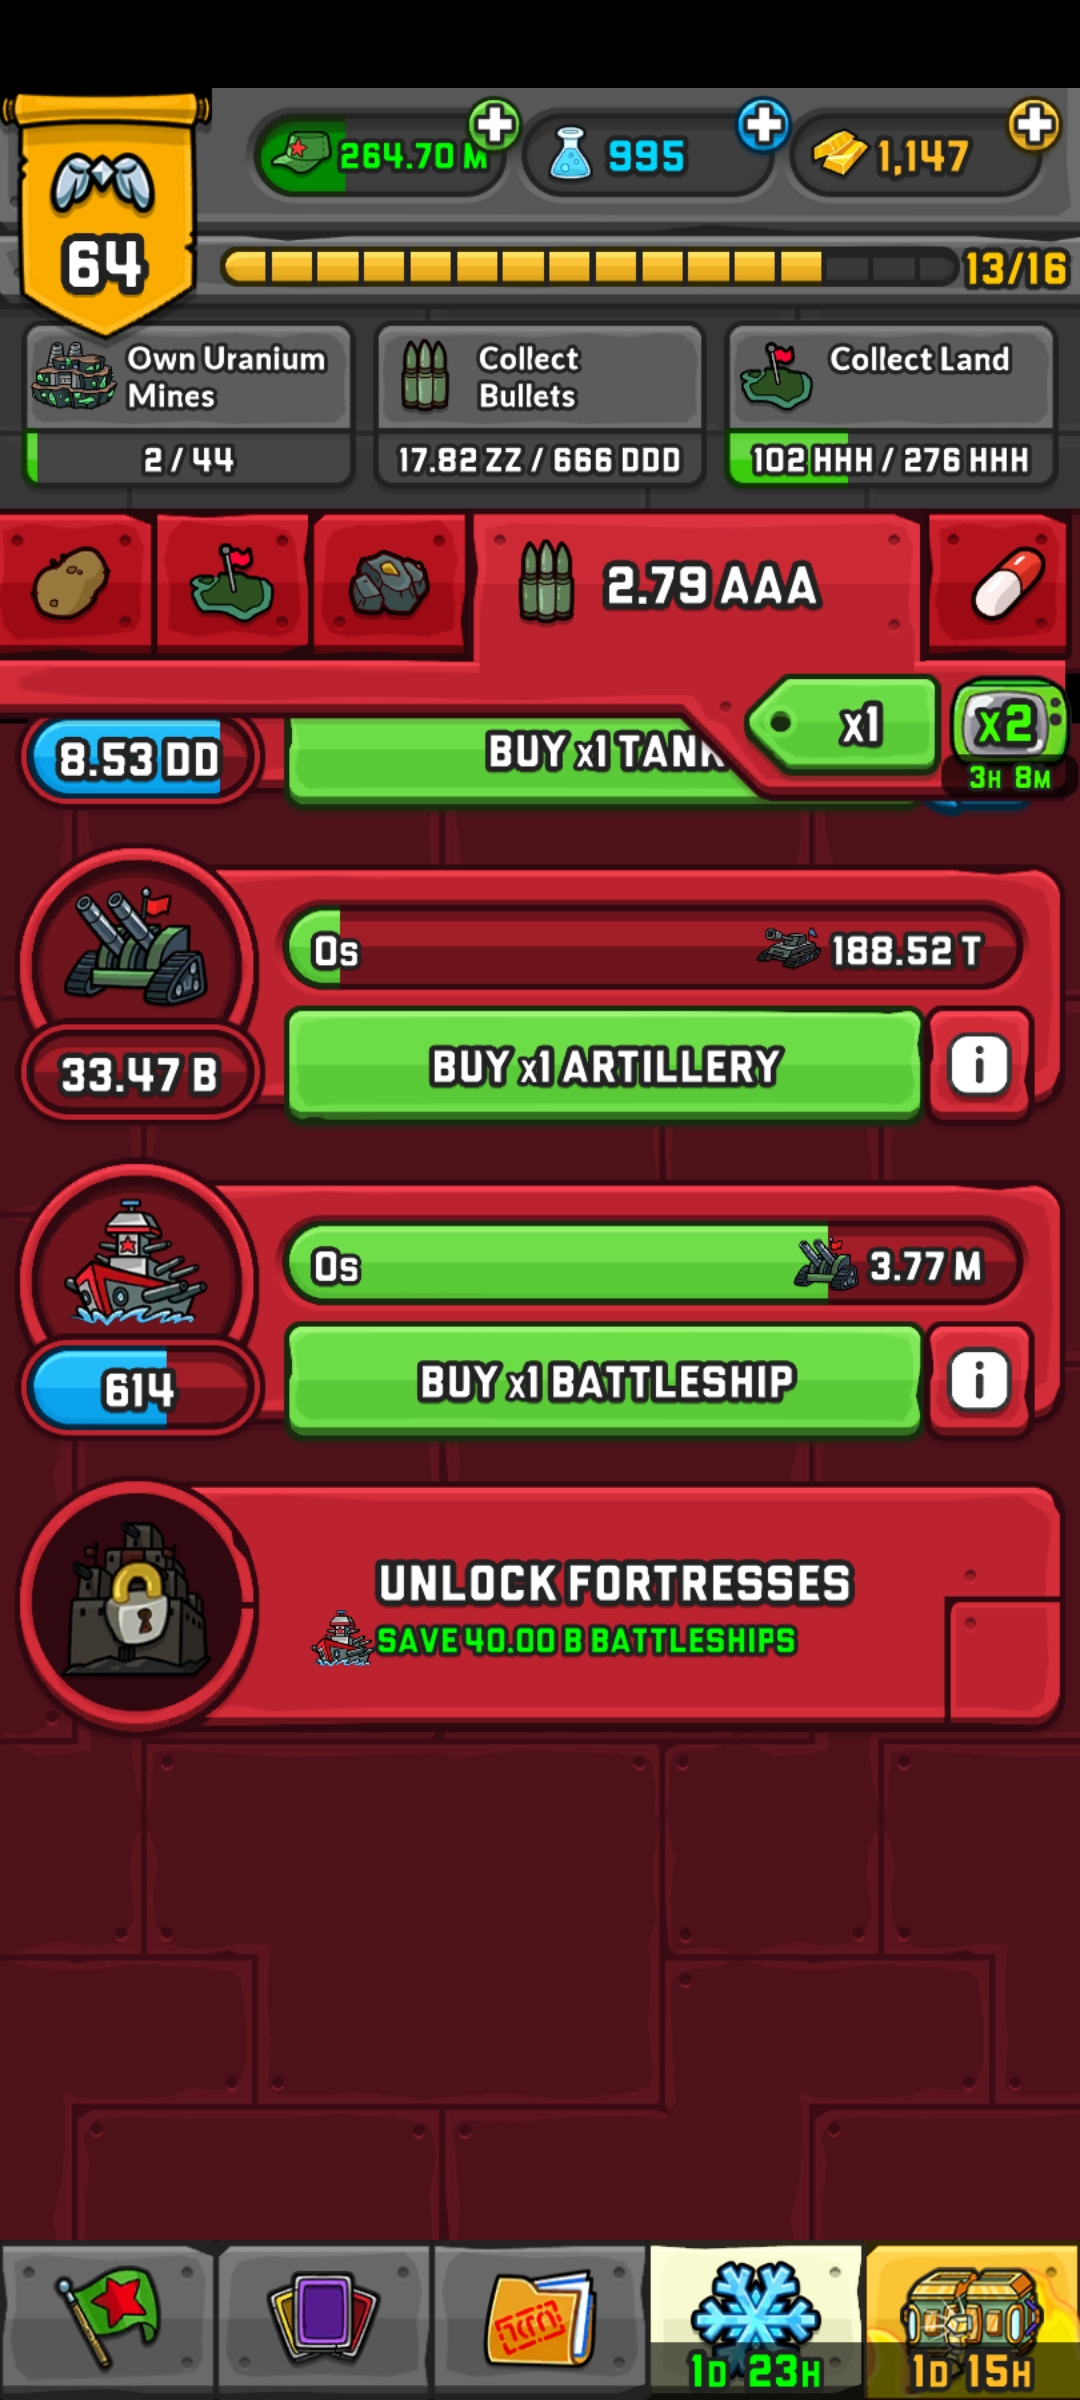 264.70 M
995
1,147
64
13/16
Own Uranium
Mines
2 / 44
Collect
Bullets
17.82 ZZ / 666 DDD
Collect Land
102 HHH / 276 HHH
2.79 AAA
x1
x2
3H 8M
8.53 DD
BUY x1 TANK
0s
188.52 T
33.47 B
BUY x1 ARTILLERY
i
0s
3.77 M
614
BUY x1 BATTLESHIP
i
UNLOCK FORTRESSES
SAVE 40.00 B BATTLESHIPS
1D 23H
1D 15H